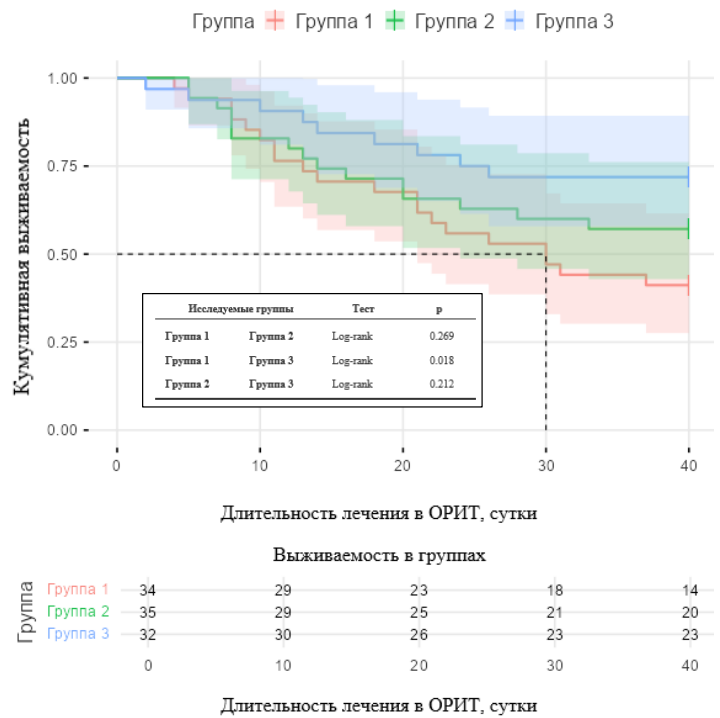 Группа Группа 1 Группа 2 Группа 3
Кумулятивная выживаемость
1.00
0.75
0.50
0.25
0.00
Исследуемые группы Тест p
Группа 1 Группа 2 Log-rank 0.269
Группа 1 Группа 3 Log-rank 0.018
Группа 2 Группа 3 Log-rank 0.212
0 10 20 30 40
Длительность лечения в ОРИТ, сутки
Выживаемость в группах
Группа
Группа 1 34 29 23 18 14
Группа 2 35 29 25 21 20
Группа 3 32 30 26 23 23
0 10 20 30 40
Длительность лечения в ОРИТ, сутки